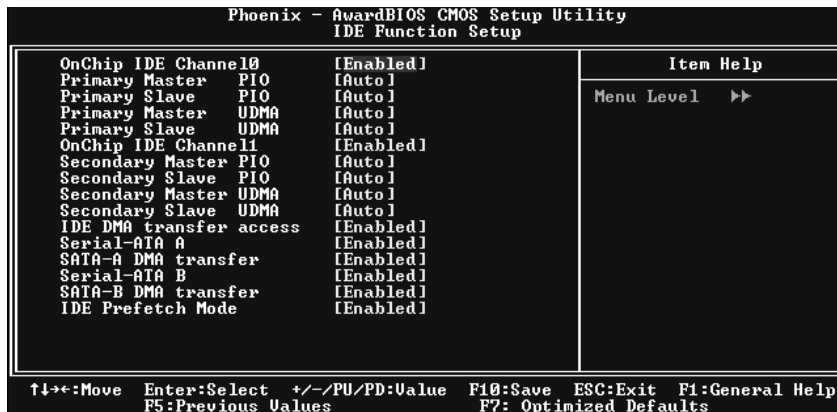 Phoenix - AwardBIOS CMOS Setup Utility
IDE Function Setup
OnChip IDE Channel0 [Enabled]
Primary Master PIO [Auto]
Primary Slave PIO [Auto]
Primary Master UDMA [Auto]
Primary Slave UDMA [Auto]
OnChip IDE Channel1 [Enabled]
Secondary Master PIO [Auto]
Secondary Slave PIO [Auto]
Secondary Master UDMA [Auto]
Secondary Slave UDMA [Auto]
IDE DMA transfer access [Enabled]
Serial-ATA A [Enabled]
SATA-A DMA transfer [Enabled]
Serial-ATA B [Enabled]
SATA-B DMA transfer [Enabled]
IDE Prefetch Mode [Enabled]
Item Help
Menu Level ▶▶
↑↓→←:Move Enter:Select +/-/PU/PD:Value F10:Save ESC:Exit F1:General Help
F5:Previous Values F7: Optimized Defaults